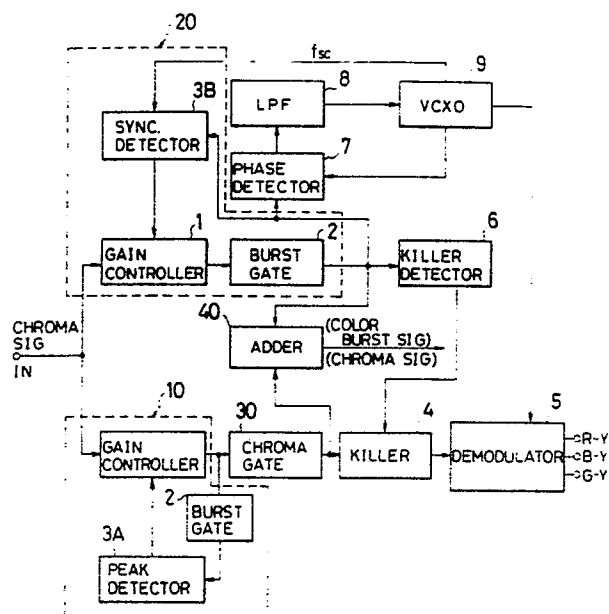 20
fsc
9
8
3B
LPF
VCXO
SYNC.
DETECTOR
7
PHASE
DETECTOR
1
2
6
GAIN
CONTROLLER
BURST
GATE
KILLER
DETECTOR
CHROMA
SIG
IN
40
ADDER
(COLOR
BURST SIG)
(CHROMA SIG)
10
30
4
5
GAIN
CONTROLLER
CHROMA
GATE
KILLER
DEMODULATOR
R-Y
B-Y
G-Y
2
BURST
GATE
3A
PEAK
DETECTOR